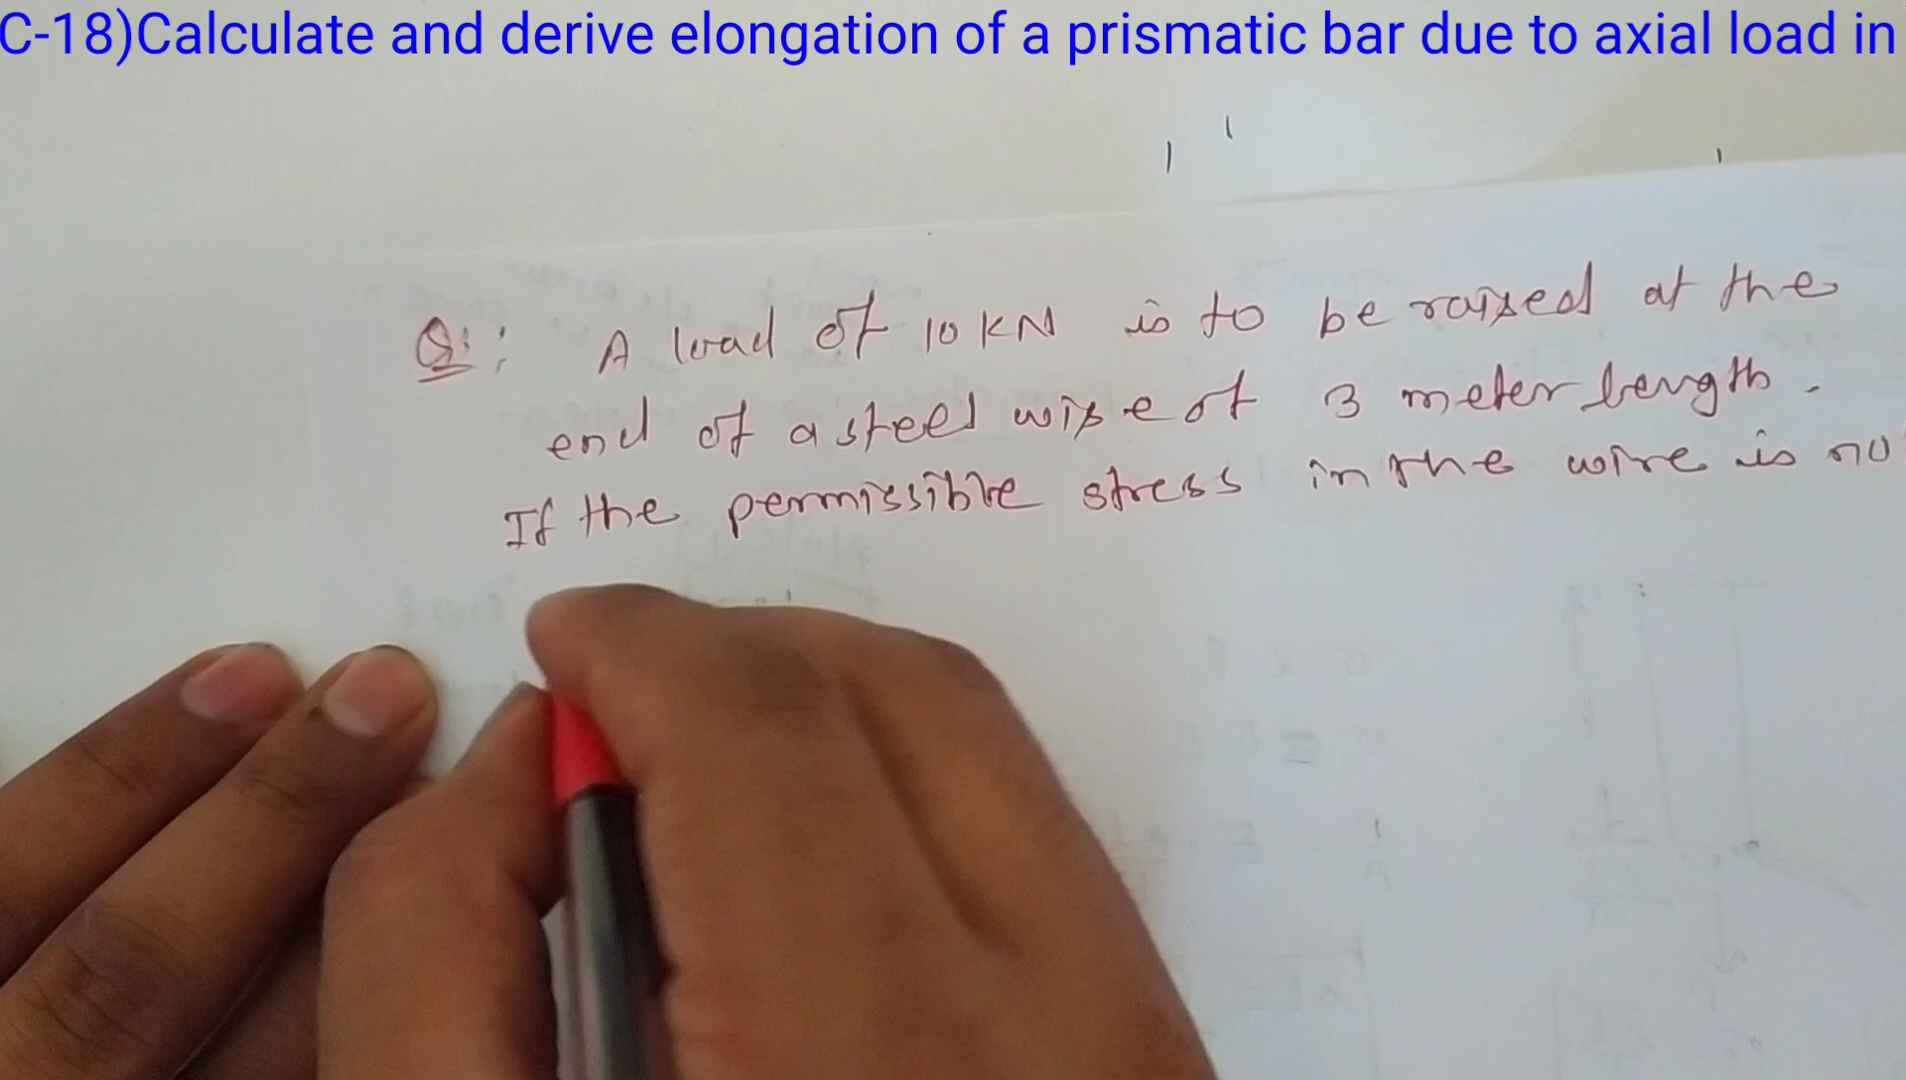 C-18)Calculate and derive elongation of a prismatic bar due to axial load in
Q:: A load of 10 KN is to be raised at the
end of a steel wire of 3 meter length.
If the permissible stress in the wire is no